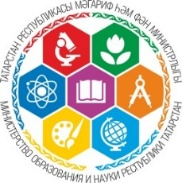 ТАТАРСТАН РЕСПУБЛИКАСЫ МӘГАРИФ ҺӘМ ФӘН МИНИСТРЛЫГЫ
МИНИСТЕРСТВО ОБРАЗОВАНИЯ И НАУКИ РЕСПУБЛИКИ ТАТАРСТАН